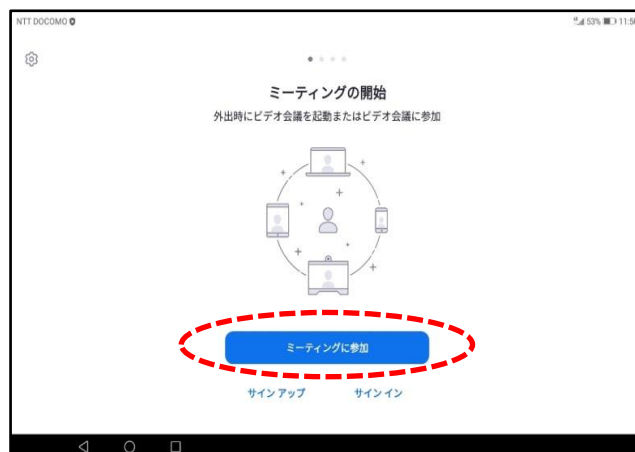 NTT DOCOMO
53% 11:50
ミーティングの開始
外出時にビデオ会議を起動またはビデオ会議に参加
ミーティングに参加
サイン アップ サイン イン